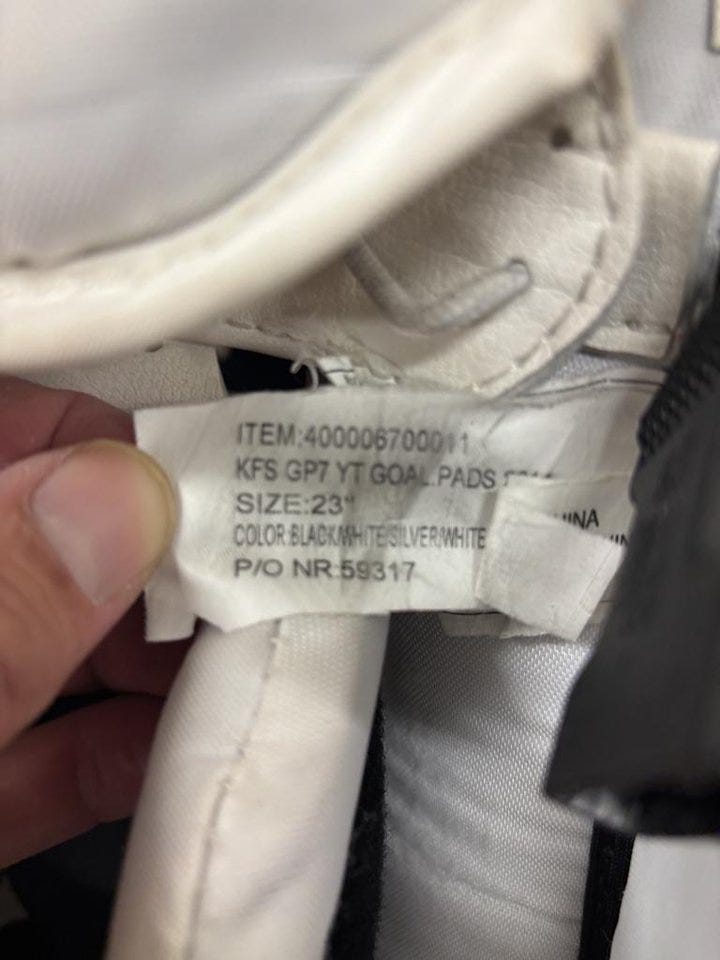 ITEM:400006700011
KFS GP7 YT GOAL.PADS
SIZE:23"
COLOR:BLACK/WHITE/SILVER/WHITE
P/O NR:59317